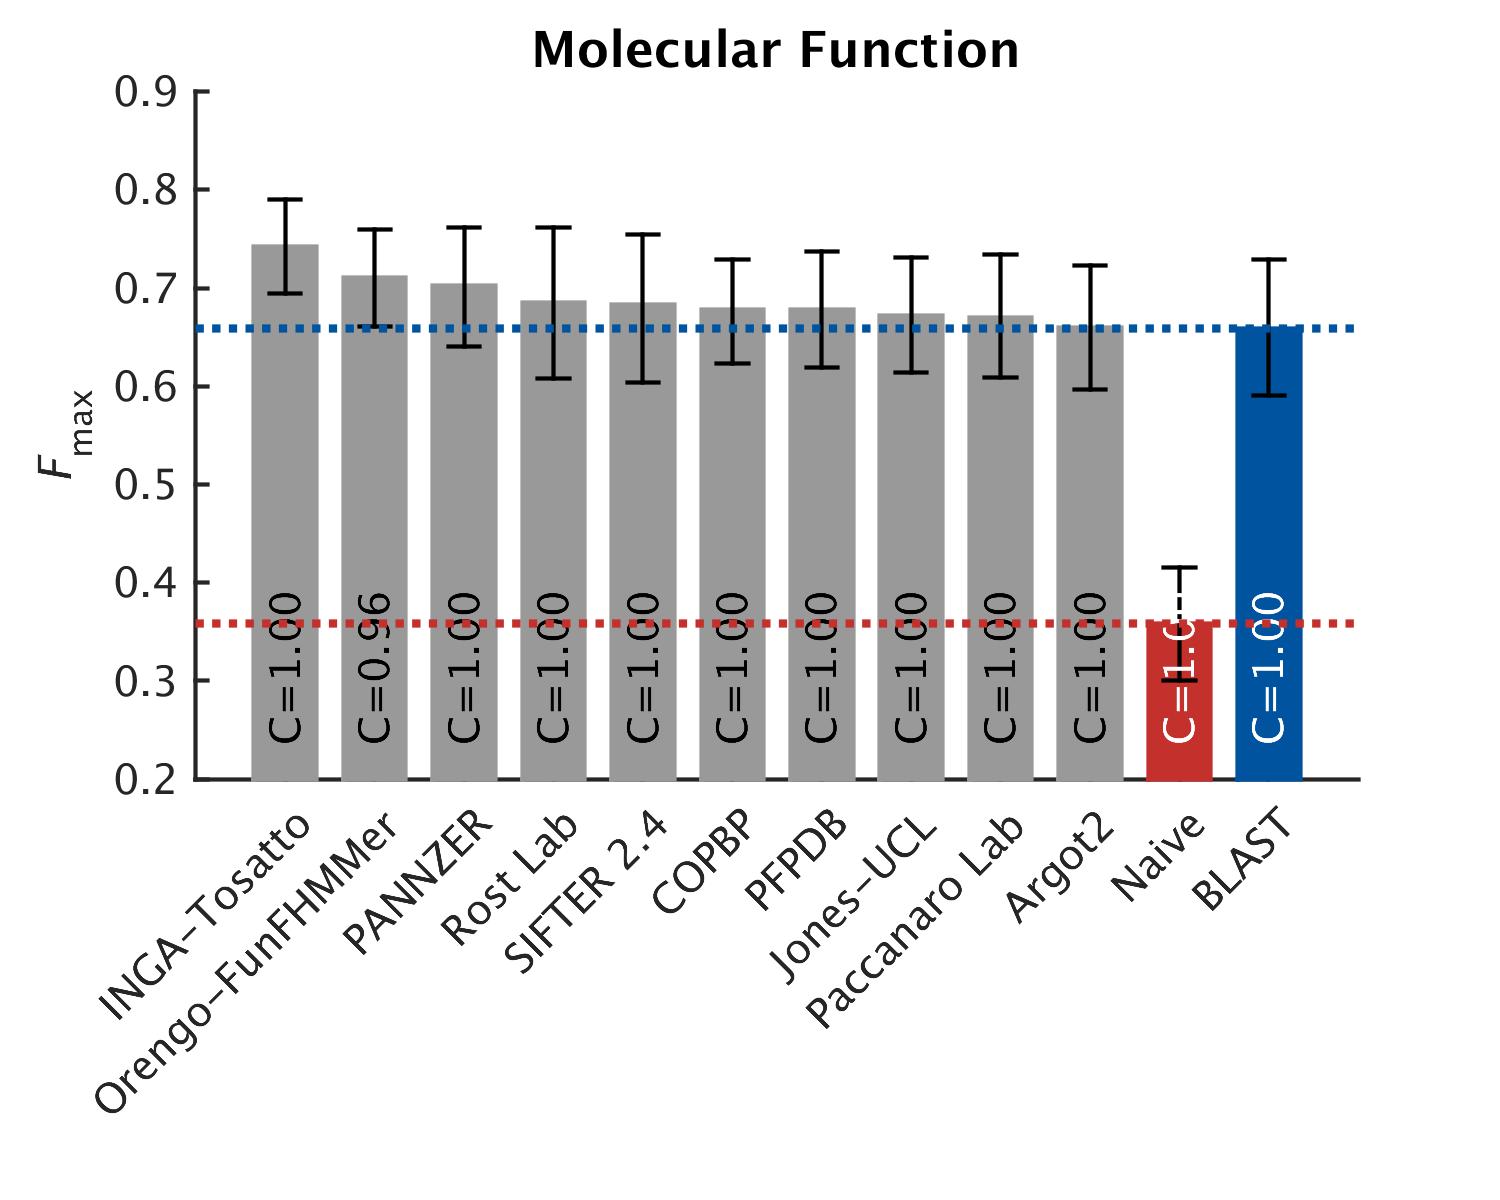 Molecular Function
0.9
0.8
0.7
0.6
0.5
0.4
0.3
0.2
Fmax
C=1.00
C=0.96
C=1.00
C=1.00
C=1.00
C=1.00
C=1.00
C=1.00
C=1.00
C=1.00
C=1.0
C=1.00
INGA–Tosatto
Orengo–FunFHMMer
PANNZER
Rost Lab
SIFTER 2.4
COPBP
PFPDB
Jones–UCL
Paccanaro Lab
Argot2
Naive
BLAST